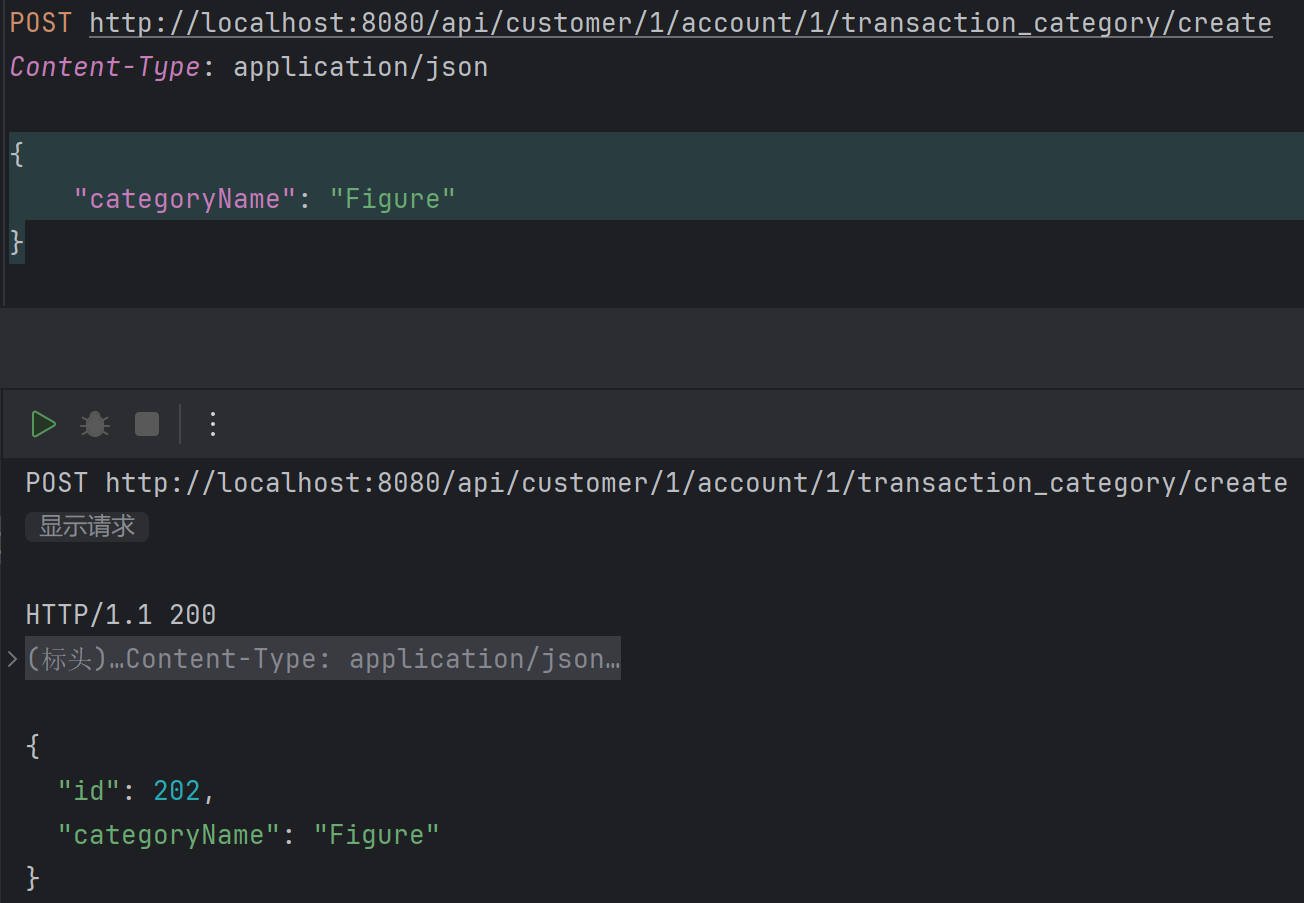 POST http://localhost:8080/api/customer/1/account/1/transaction_category/create
Content-Type: application/json
{
"categoryName": "Figure"
}
POST http://localhost:8080/api/customer/1/account/1/transaction_category/create
显示请求
HTTP/1.1 200
(标头)…Content-Type: application/json…
{
"id": 202,
"categoryName": "Figure"
}